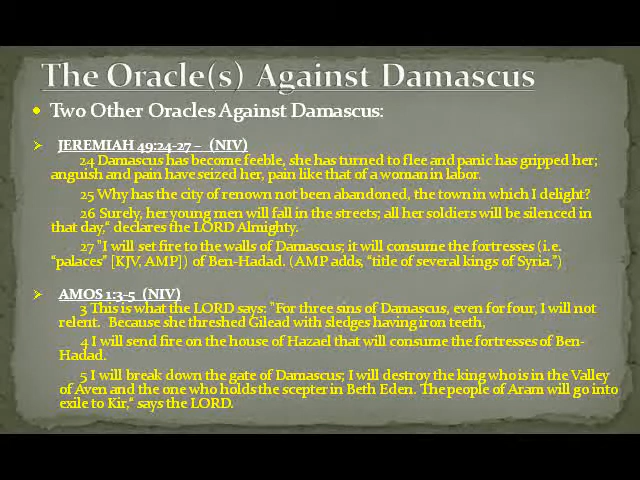 The Oracle(s) Against Damascus
Two Other Oracles Against Damascus:
JEREMIAH 49:24-27 – (NIV)
24 Damascus has become feeble, she has turned to flee and panic has gripped her;
anguish and pain have seized her, pain like that of a woman in labor.
25 Why has the city of renown not been abandoned, the town in which I delight?
26 Surely, her young men will fall in the streets; all her soldiers will be silenced in
that day,“ declares the LORD Almighty.
27 "I will set fire to the walls of Damascus; it will consume the fortresses (i.e.
“palaces” [KJV, AMP]) of Ben-Hadad. (AMP adds, “title of several kings of Syria.”)
AMOS 1:3-5 (NIV)
3 This is what the LORD says: "For three sins of Damascus, even for four, I will not
relent. Because she threshed Gilead with sledges having iron teeth,
4 I will send fire on the house of Hazael that will consume the fortresses of Ben-
Hadad.
5 I will break down the gate of Damascus; I will destroy the king who is in the Valley
of Aven and the one who holds the scepter in Beth Eden. The people of Aram will go into
exile to Kir,“ says the LORD.